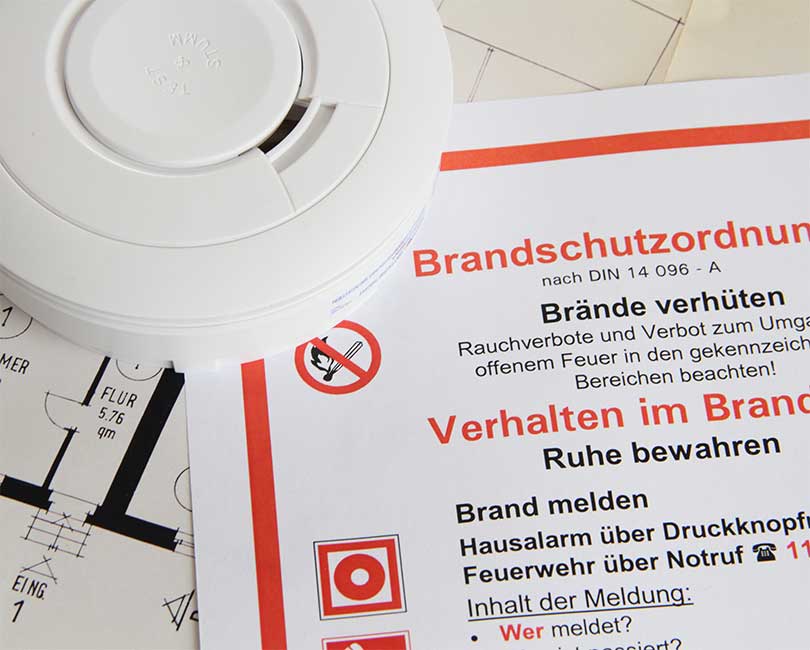 STUMM
&
TEST
Brandschutzordnun
nach DIN 14 096 - A
Brände verhüten
Rauchverbote und Verbot zum Umga
offenem Feuer in den gekennzeich
Bereichen beachten!
Verhalten im Brand
Ruhe bewahren
Brand melden
Hausalarm über Druckknopf
Feuerwehr über Notruf ☎ 11
Inhalt der Meldung:
• Wer meldet?
passiert?
1
MER
FLUR
5.76
qm
EING.
1